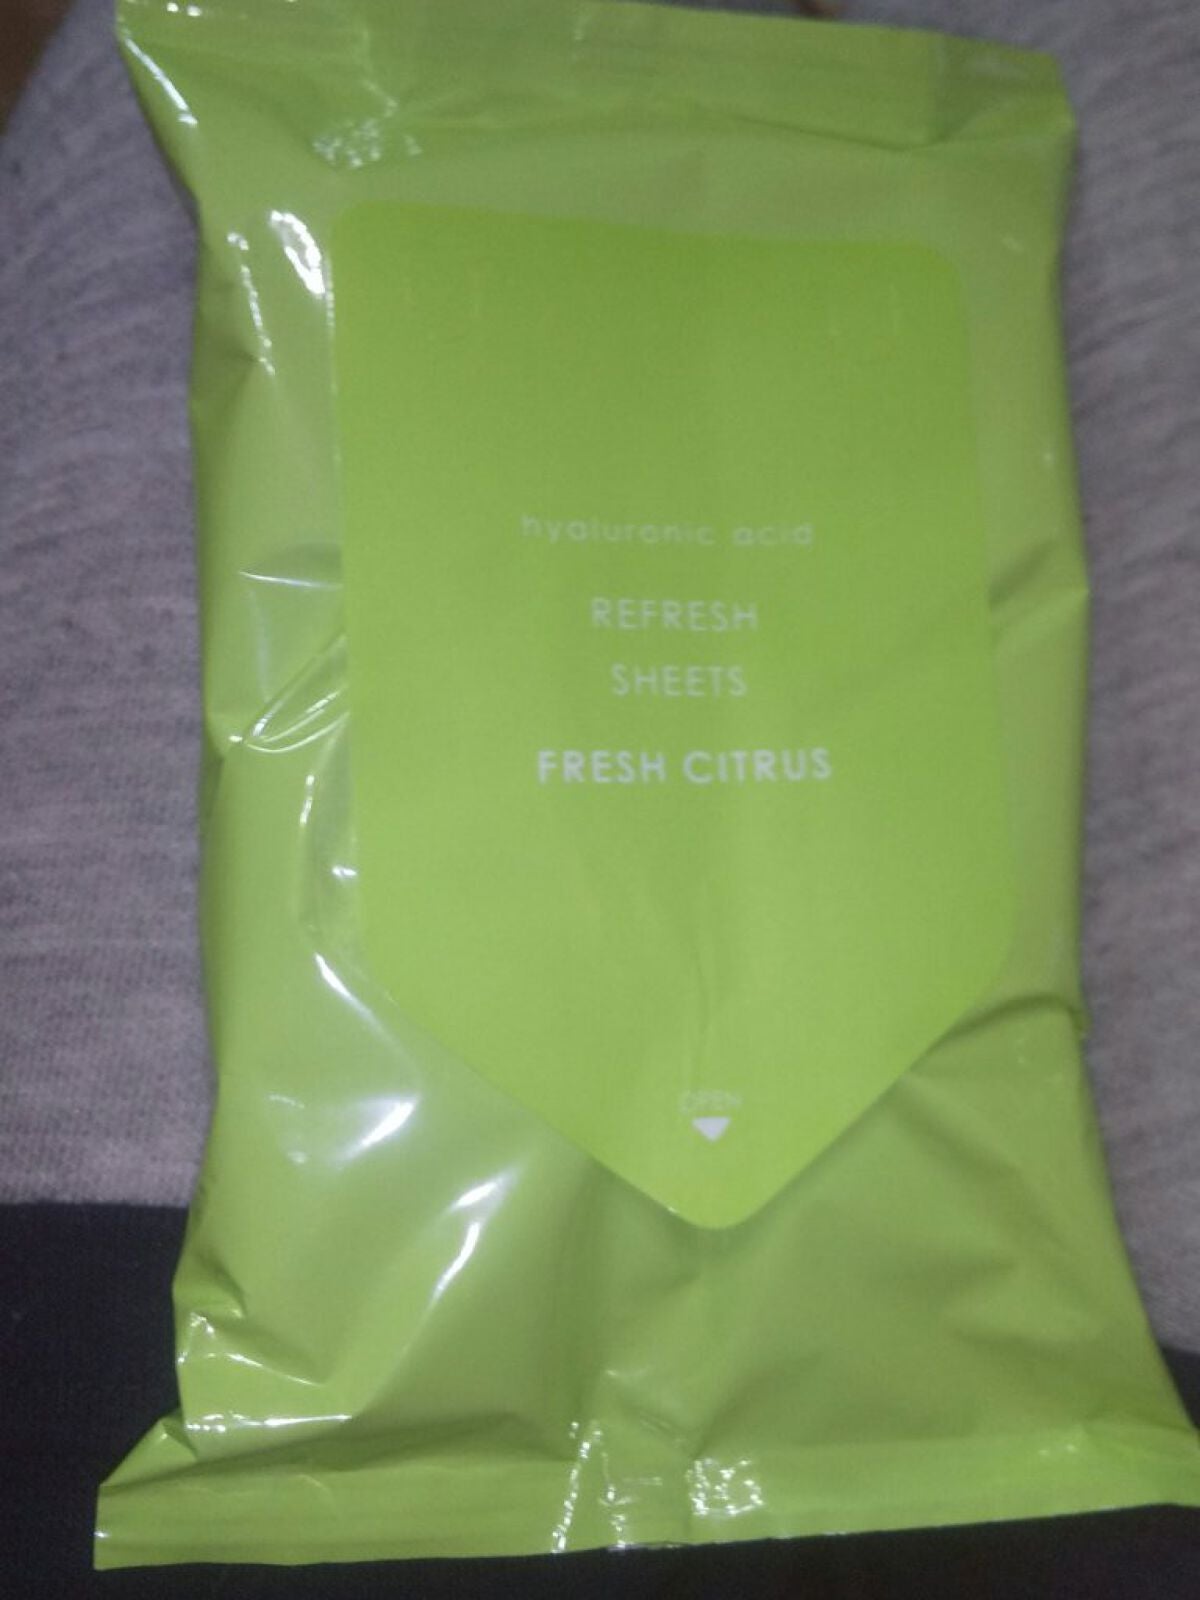 hyaluronic acid
REFRESH
SHEETS
FRESH CITRUS
OPEN